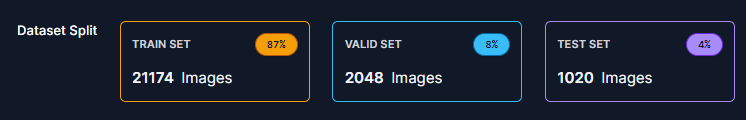 Dataset Split
TRAIN SET 87%
21174 Images
VALID SET 8%
2048 Images
TEST SET 4%
1020 Images